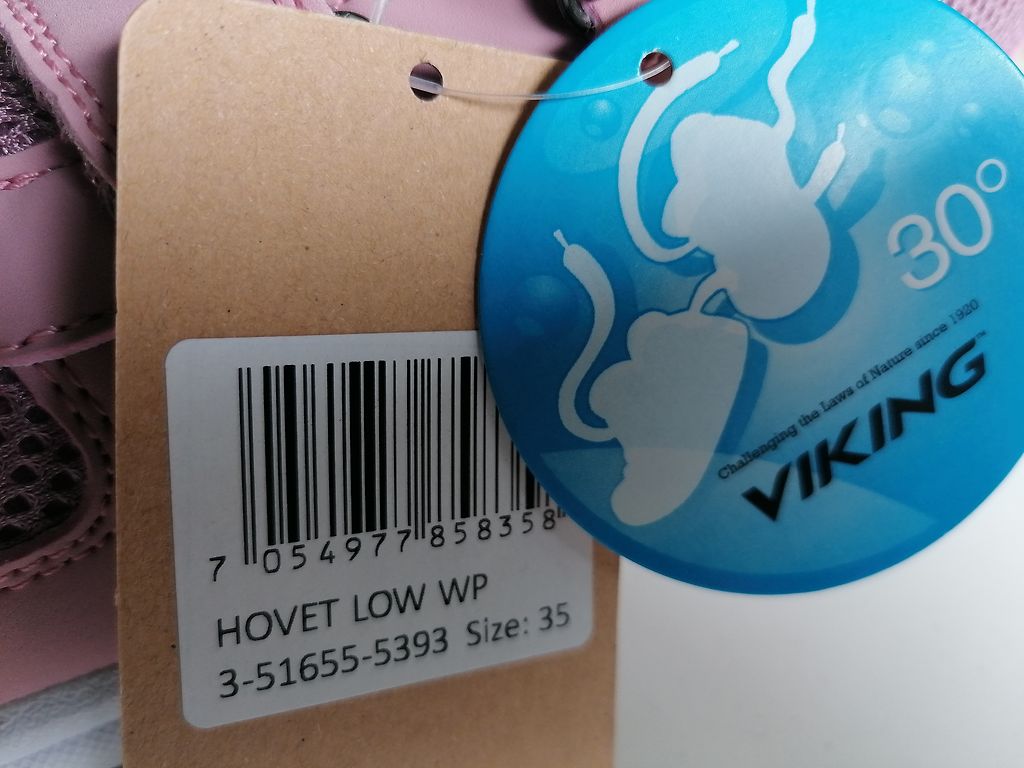 30°
Challenging the Laws of Nature since 1920
VIKING™
7 054977 858358
HOVET LOW WP
3-51655-5393 Size: 35